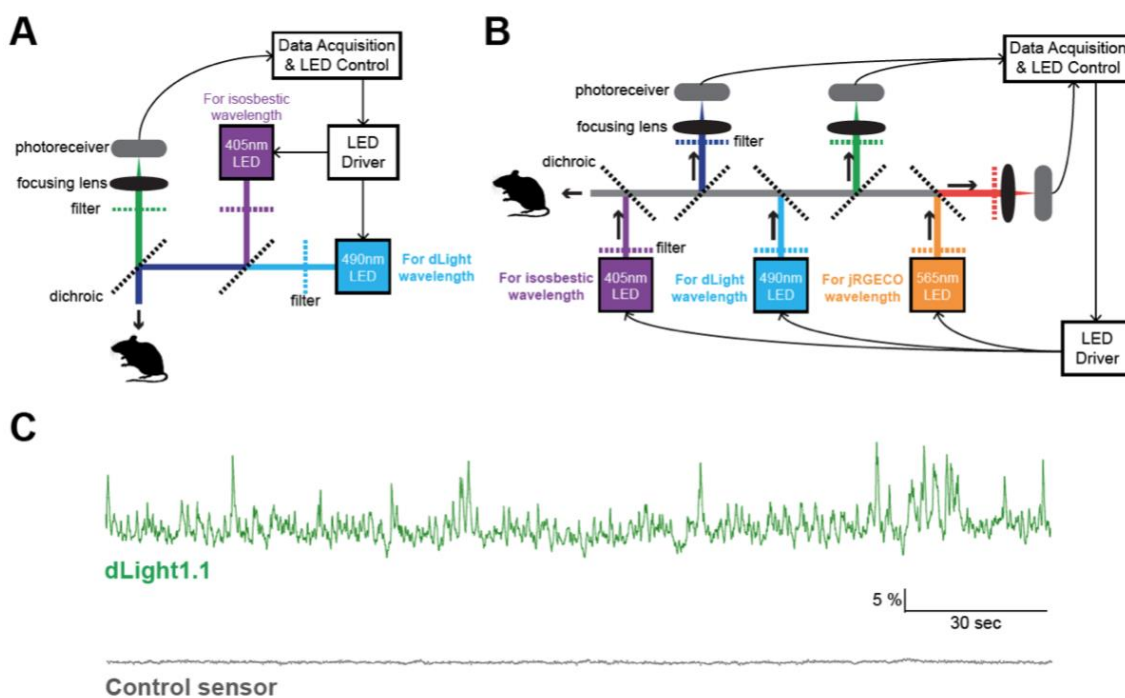 A
Data Acquisition
& LED Control
For isosbestic
wavelength
photoreceiver
405nm
LED
LED
Driver
focusing lens
filter
490nm
LED
For dLight
wavelength
dichroic
filter
B
Data Acquisition
& LED Control
photoreceiver
focusing lens
filter
dichroic
filter
For isosbestic
wavelength
405nm
LED
For dLight
wavelength
490nm
LED
For jRGECO
wavelength
565nm
LED
LED
Driver
C
dLight1.1
5 %
30 sec
Control sensor